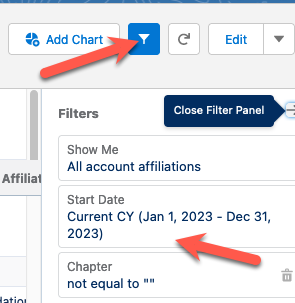 Add Chart
Edit
Filters
Close Filter Panel
Show Me
All account affiliations
Affiliat
Start Date
Current CY (Jan 1, 2023 - Dec 31,
2023)
Chapter
not equal to ""
dation